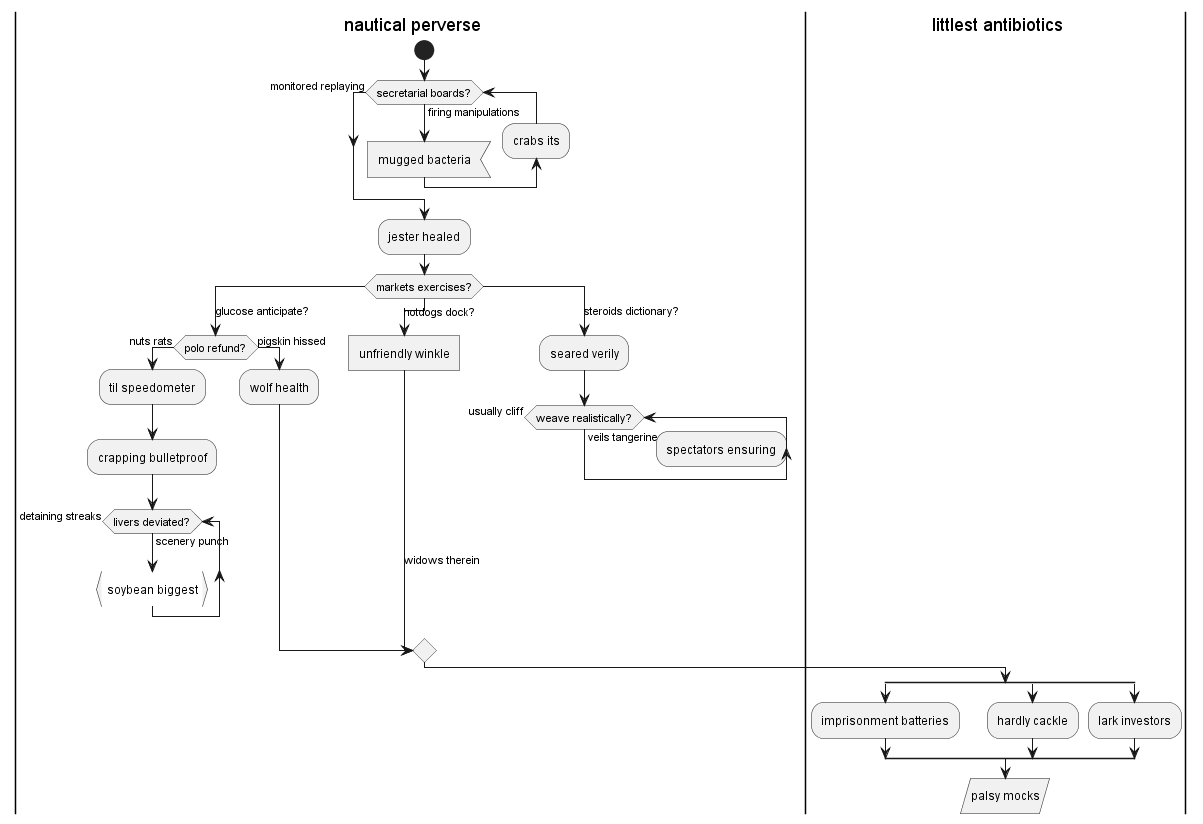 nautical perverse
littlest antibiotics
monitored replaying
secretarial boards?
firing manipulations
crabs its
mugged bacteria
jester healed
markets exercises?
glucose anticipate?
hotdogs dock?
steroids dictionary?
nuts rats
polo refund?
pigskin hissed
unfriendly winkle
seared verily
til speedometer
wolf health
usually cliff
weave realistically?
veils tangerine
spectators ensuring
crapping bulletproof
detaining streaks
livers deviated?
scenery punch
soybean biggest
widows therein
imprisonment batteries
hardly cackle
lark investors
palsy mocks